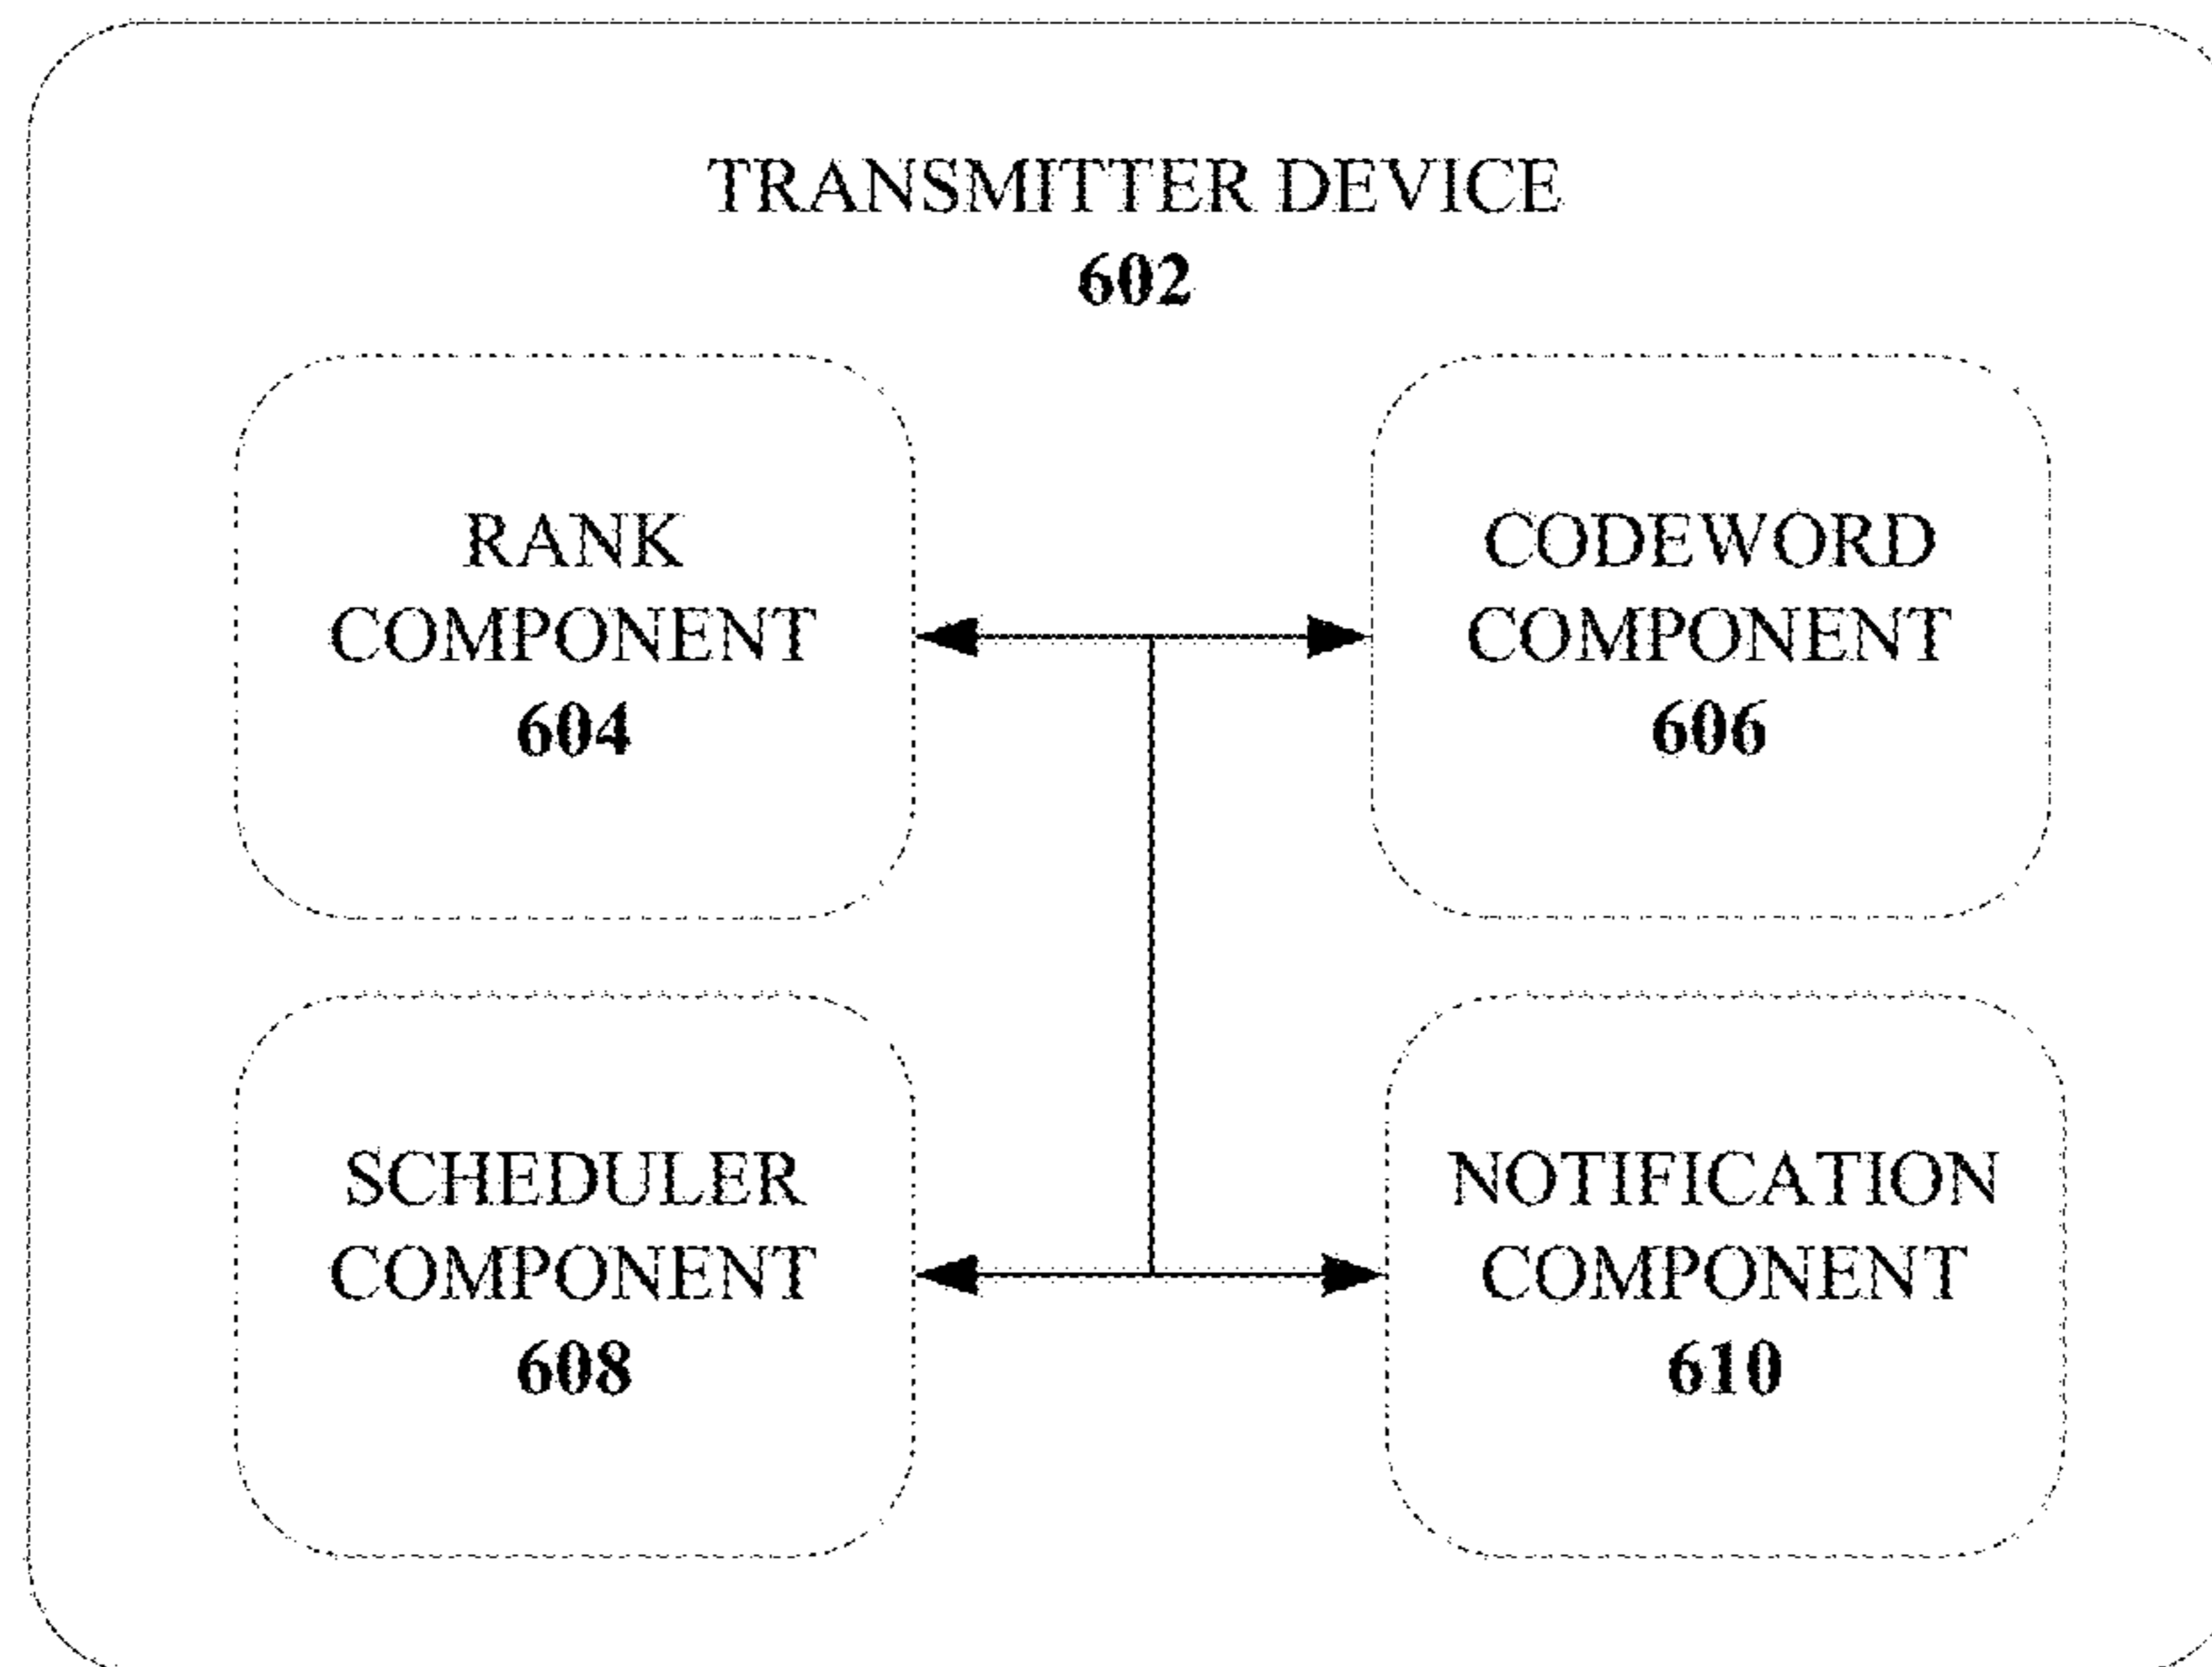 TRANSMITTER DEVICE
602
RANK
COMPONENT
604
CODEWORD
COMPONENT
606
SCHEDULER
COMPONENT
608
NOTIFICATION
COMPONENT
610